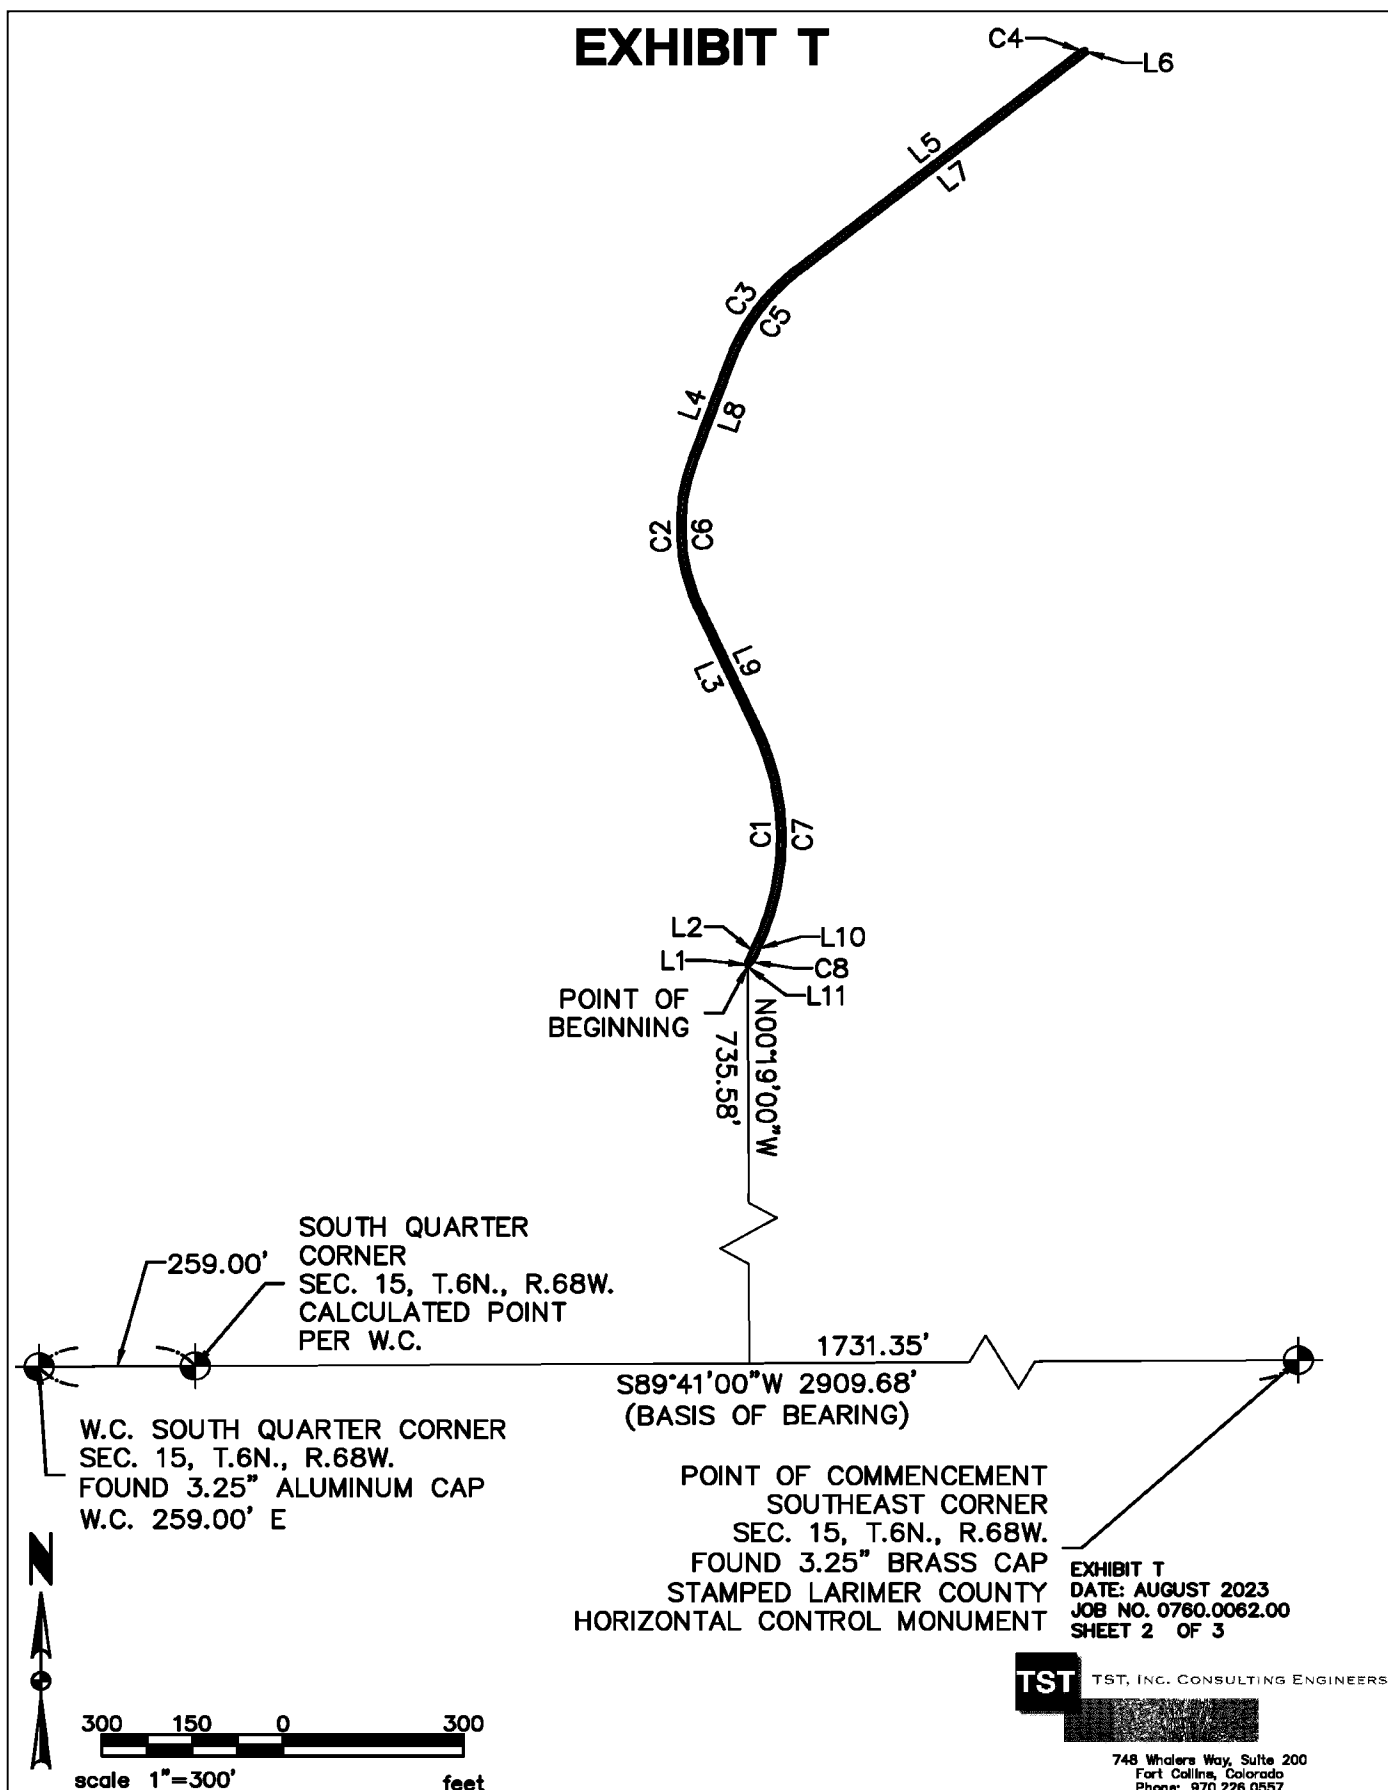 EXHIBIT T
C4
L6
L5
L7
C3
C5
L4
L8
C2
C6
L9
L3
C1
C7
L2
L10
L1
C8
L11
POINT OF
BEGINNING
N00°19'00"W
735.58'
SOUTH QUARTER
CORNER
SEC. 15, T.6N., R.68W.
CALCULATED POINT
PER W.C.
259.00'
1731.35'
S89°41'00"W 2909.68'
(BASIS OF BEARING)
W.C. SOUTH QUARTER CORNER
SEC. 15, T.6N., R.68W.
FOUND 3.25" ALUMINUM CAP
W.C. 259.00' E
POINT OF COMMENCEMENT
SOUTHEAST CORNER
SEC. 15, T.6N., R.68W.
FOUND 3.25" BRASS CAP
STAMPED LARIMER COUNTY
HORIZONTAL CONTROL MONUMENT
EXHIBIT T
DATE: AUGUST 2023
JOB NO. 0760.0062.00
SHEET 2 OF 3
N
TST
TST, INC. CONSULTING ENGINEERS
748 Whalers Way, Suite 200
Fort Collins, Colorado
Phone: 970.226.0557
300 150 0 300
scale 1"=300' feet